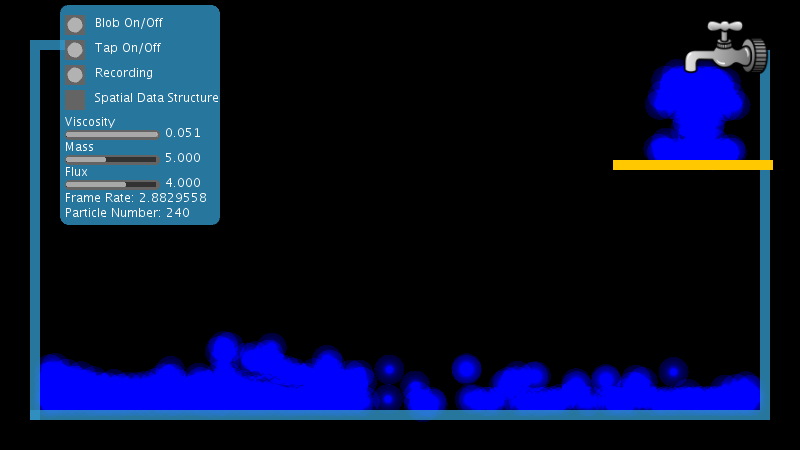 Blob On/Off
Tap On/Off
Recording
Spatial Data Structure
Viscosity
0.051
Mass
5.000
Flux
4.000
Frame Rate: 2.8829558
Particle Number: 240